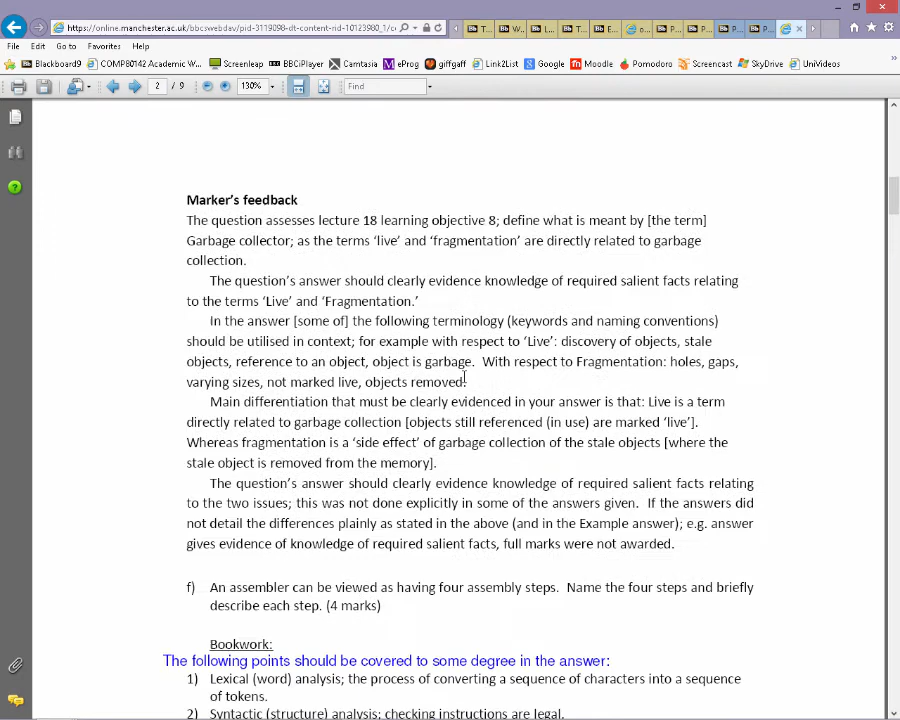 https://online.manchester.ac.uk/bbcswebdav/pid-3119098-dt-content-rid-10123980_1/cc
File Edit View Favorites Help
Blackboard9 COMP80142 Academic W... Screenleap BBCiPlayer Camtasia eProg giffgaff Link2List Google Moodle Pomodoro Screencast SkyDrive UniVideos
2 / 9 130% Find
Marker's feedback
The question assesses lecture 18 learning objective 8; define what is meant by [the term]
Garbage collector; as the terms 'live' and 'fragmentation' are directly related to garbage
collection.
The question's answer should clearly evidence knowledge of required salient facts relating
to the terms 'Live' and 'Fragmentation.'
In the answer [some of] the following terminology (keywords and naming conventions)
should be utilised in context; for example with respect to 'Live': discovery of objects, stale
objects, reference to an object, object is garbage. With respect to Fragmentation: holes, gaps,
varying sizes, not marked live, objects removed.
Main differentiation that must be clearly evidenced in your answer is that: Live is a term
directly related to garbage collection [objects still referenced (in use) are marked 'live'].
Whereas fragmentation is a 'side effect' of garbage collection of the stale objects [where the
stale object is removed from the memory].
The question's answer should clearly evidence knowledge of required salient facts relating
to the two issues; this was not done explicitly in some of the answers given. If the answers did
not detail the differences plainly as stated in the above (and in the Example answer); e.g. answer
gives evidence of knowledge of required salient facts, full marks were not awarded.
f) An assembler can be viewed as having four assembly steps. Name the four steps and briefly
describe each step. (4 marks)
Bookwork:
The following points should be covered to some degree in the answer:
1) Lexical (word) analysis; the process of converting a sequence of characters into a sequence
of tokens.
2) Syntactic (structure) analysis; checking instructions are legal.